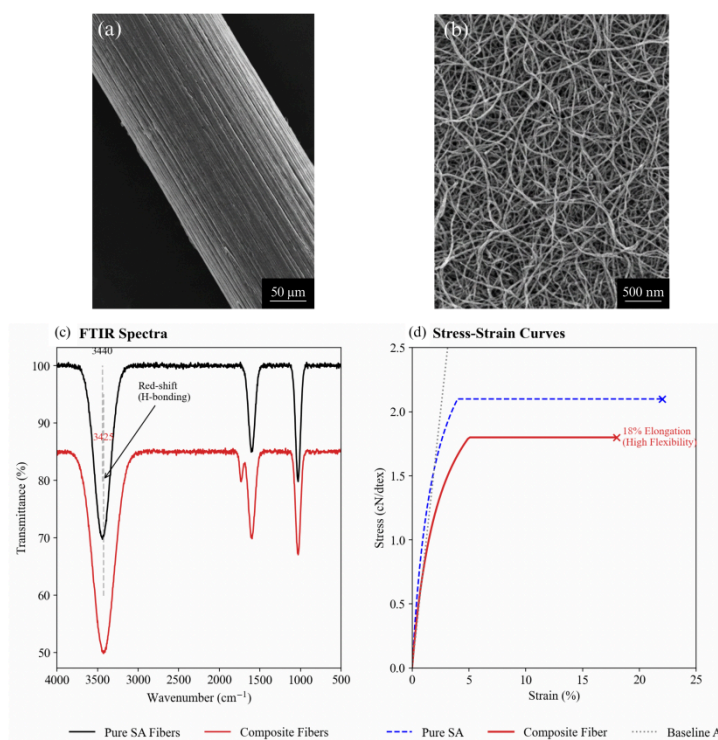 (a)
50 μm
(b)
500 nm
(c) FTIR Spectra
3440
Red-shift
(H-bonding)
3425
100
90
80
70
60
50
Transmittance (%)
4000 3500 3000 2500 2000 1500 1000 500
Wavenumber (cm⁻¹)
Pure SA Fibers
Composite Fibers
(d) Stress-Strain Curves
2.5
2.0
1.5
1.0
0.5
0.0
Stress (cN/dtex)
18% Elongation
(High Flexibility)
0 5 10 15 20 25
Strain (%)
Pure SA
Composite Fiber
Baseline A